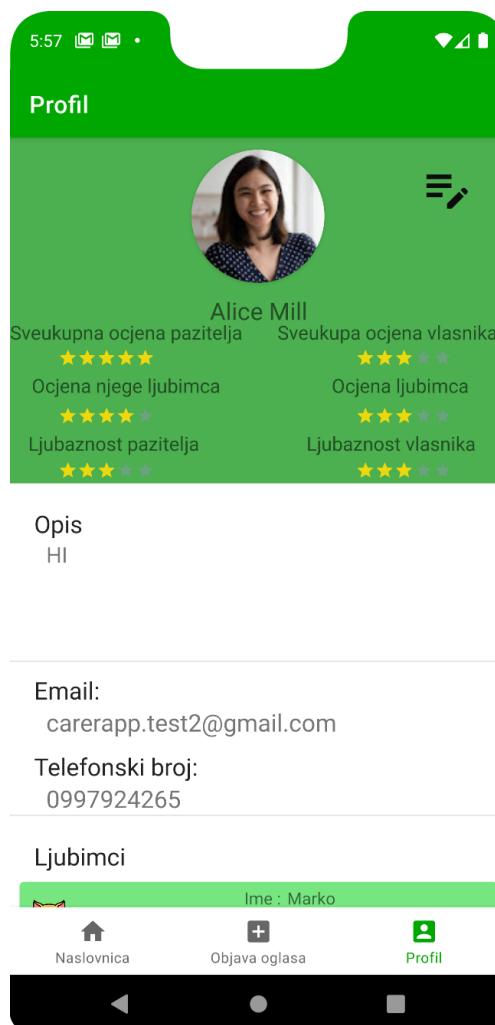 5:57
Profil
Alice Mill
Sveukupna ocjena pazitelja
Sveukupa ocjena vlasnika
Ocjena njege ljubimca
Ocjena ljubimca
Ljubaznost pazitelja
Ljubaznost vlasnika
Opis
HI
Email:
carerapp.test2@gmail.com
Telefonski broj:
0997924265
Ljubimci
Ime : Marko
Naslovnica
Objava oglasa
Profil